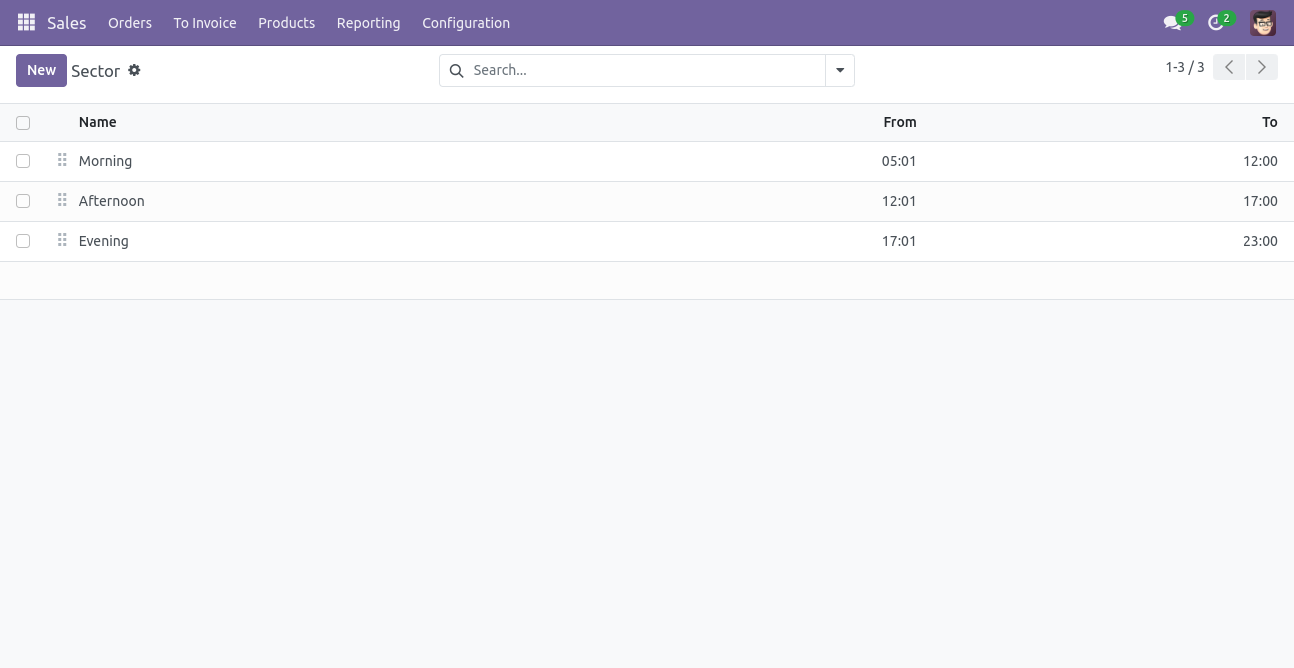 Sales Orders To Invoice Products Reporting Configuration 5 2
New Sector Search... 1-3 / 3
Name From To
Morning 05:01 12:00
Afternoon 12:01 17:00
Evening 17:01 23:00